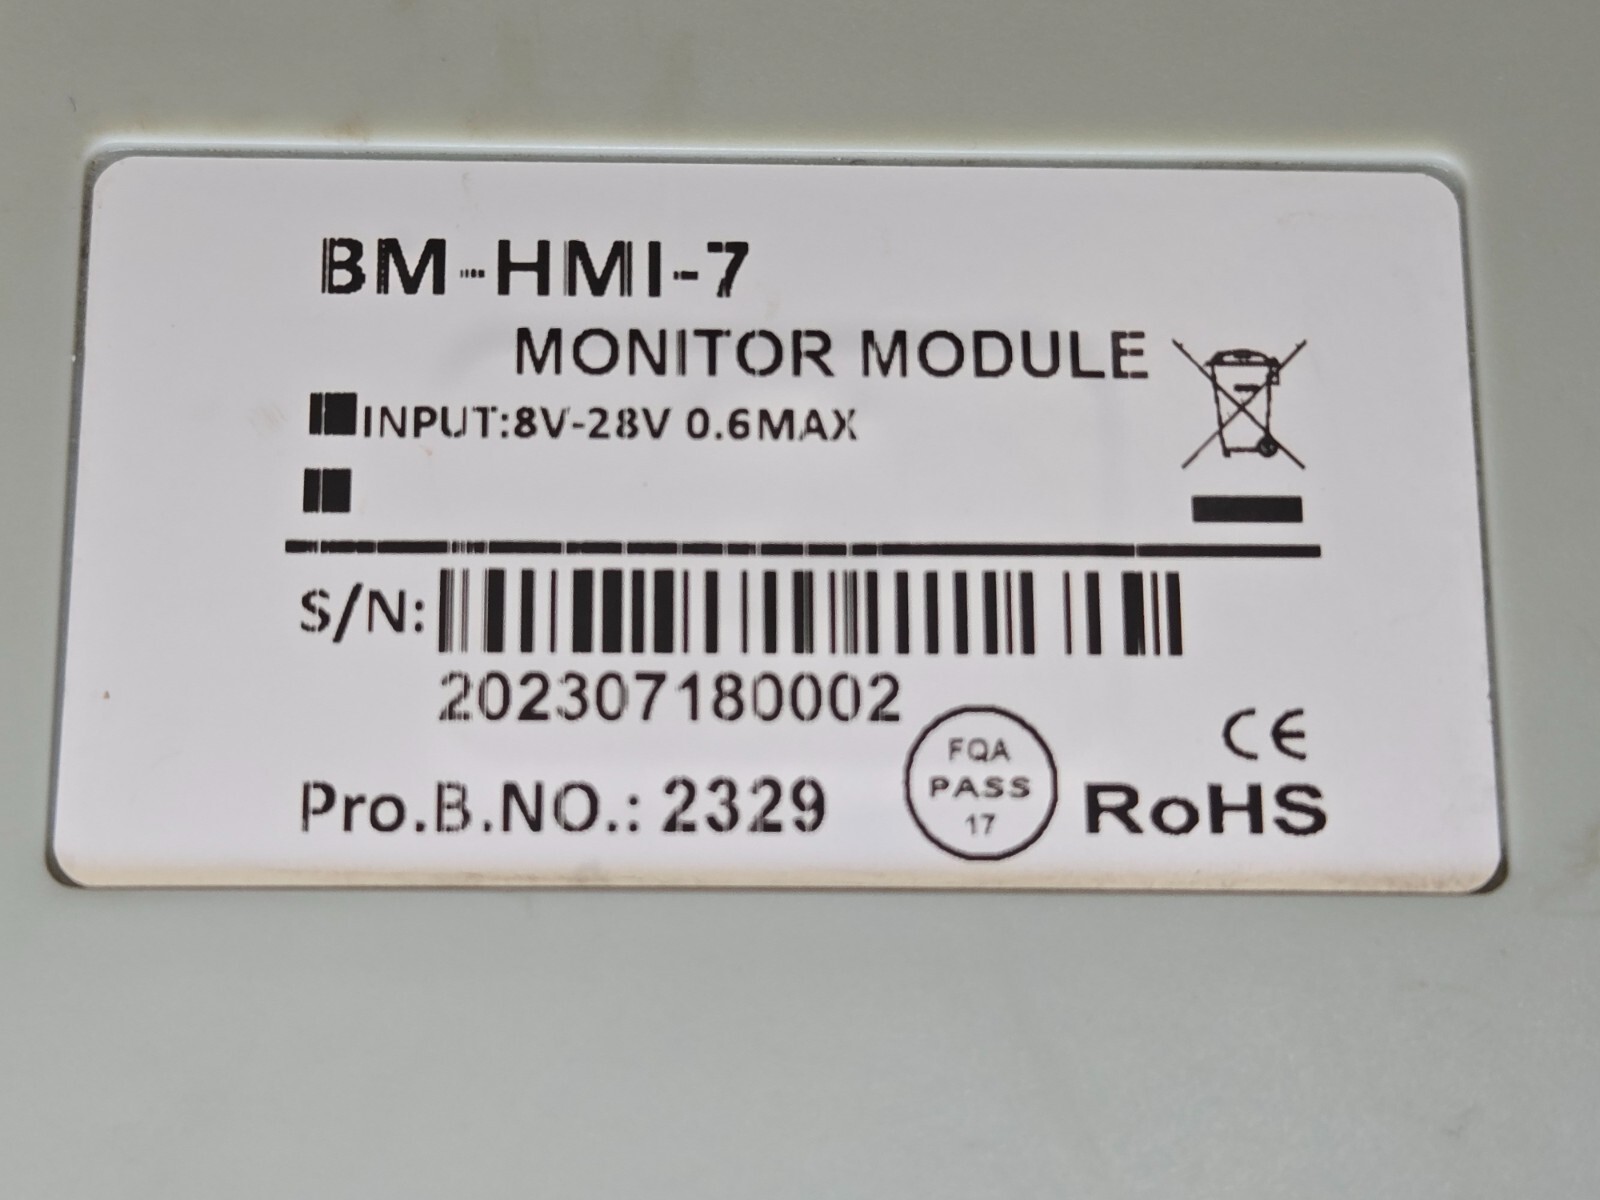 BM-HMI-7
MONITOR MODULE
INPUT:8V-28V 0.6MAX
S/N:
202307180002
Pro.B.NO.: 2329
FQA
PASS
17
CE
RoHS